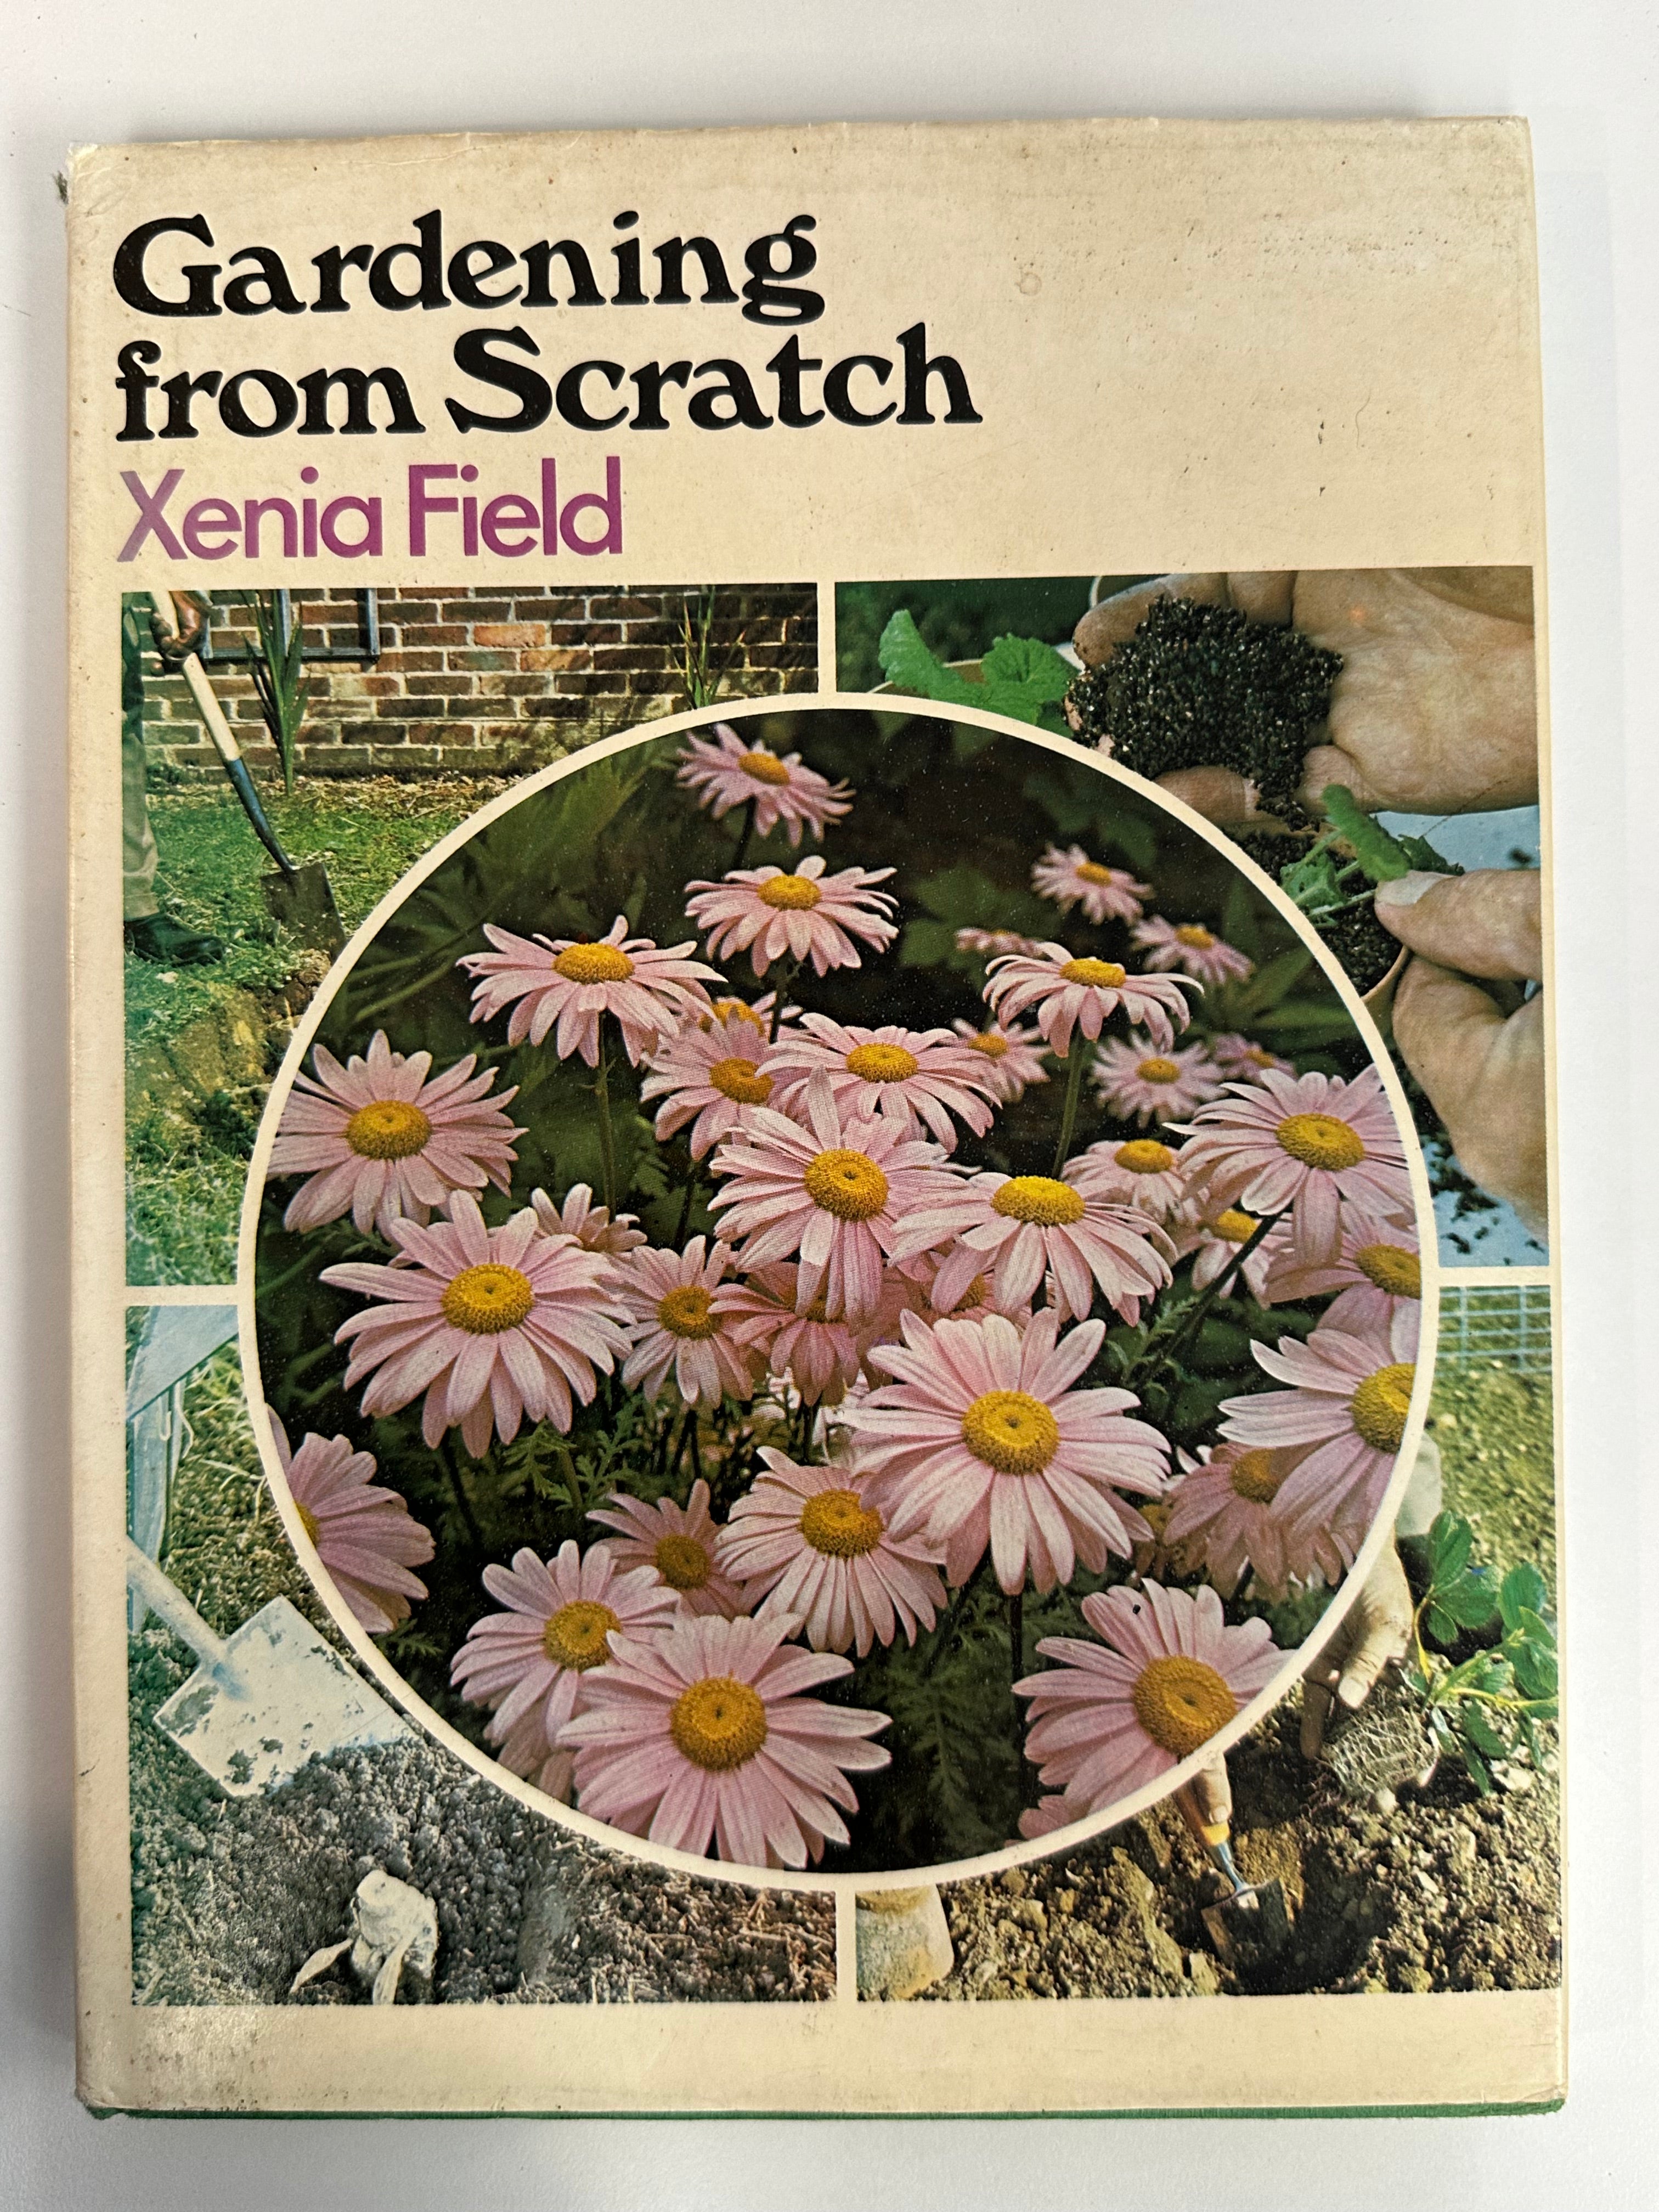 Gardening
from Scratch
Xenia Field